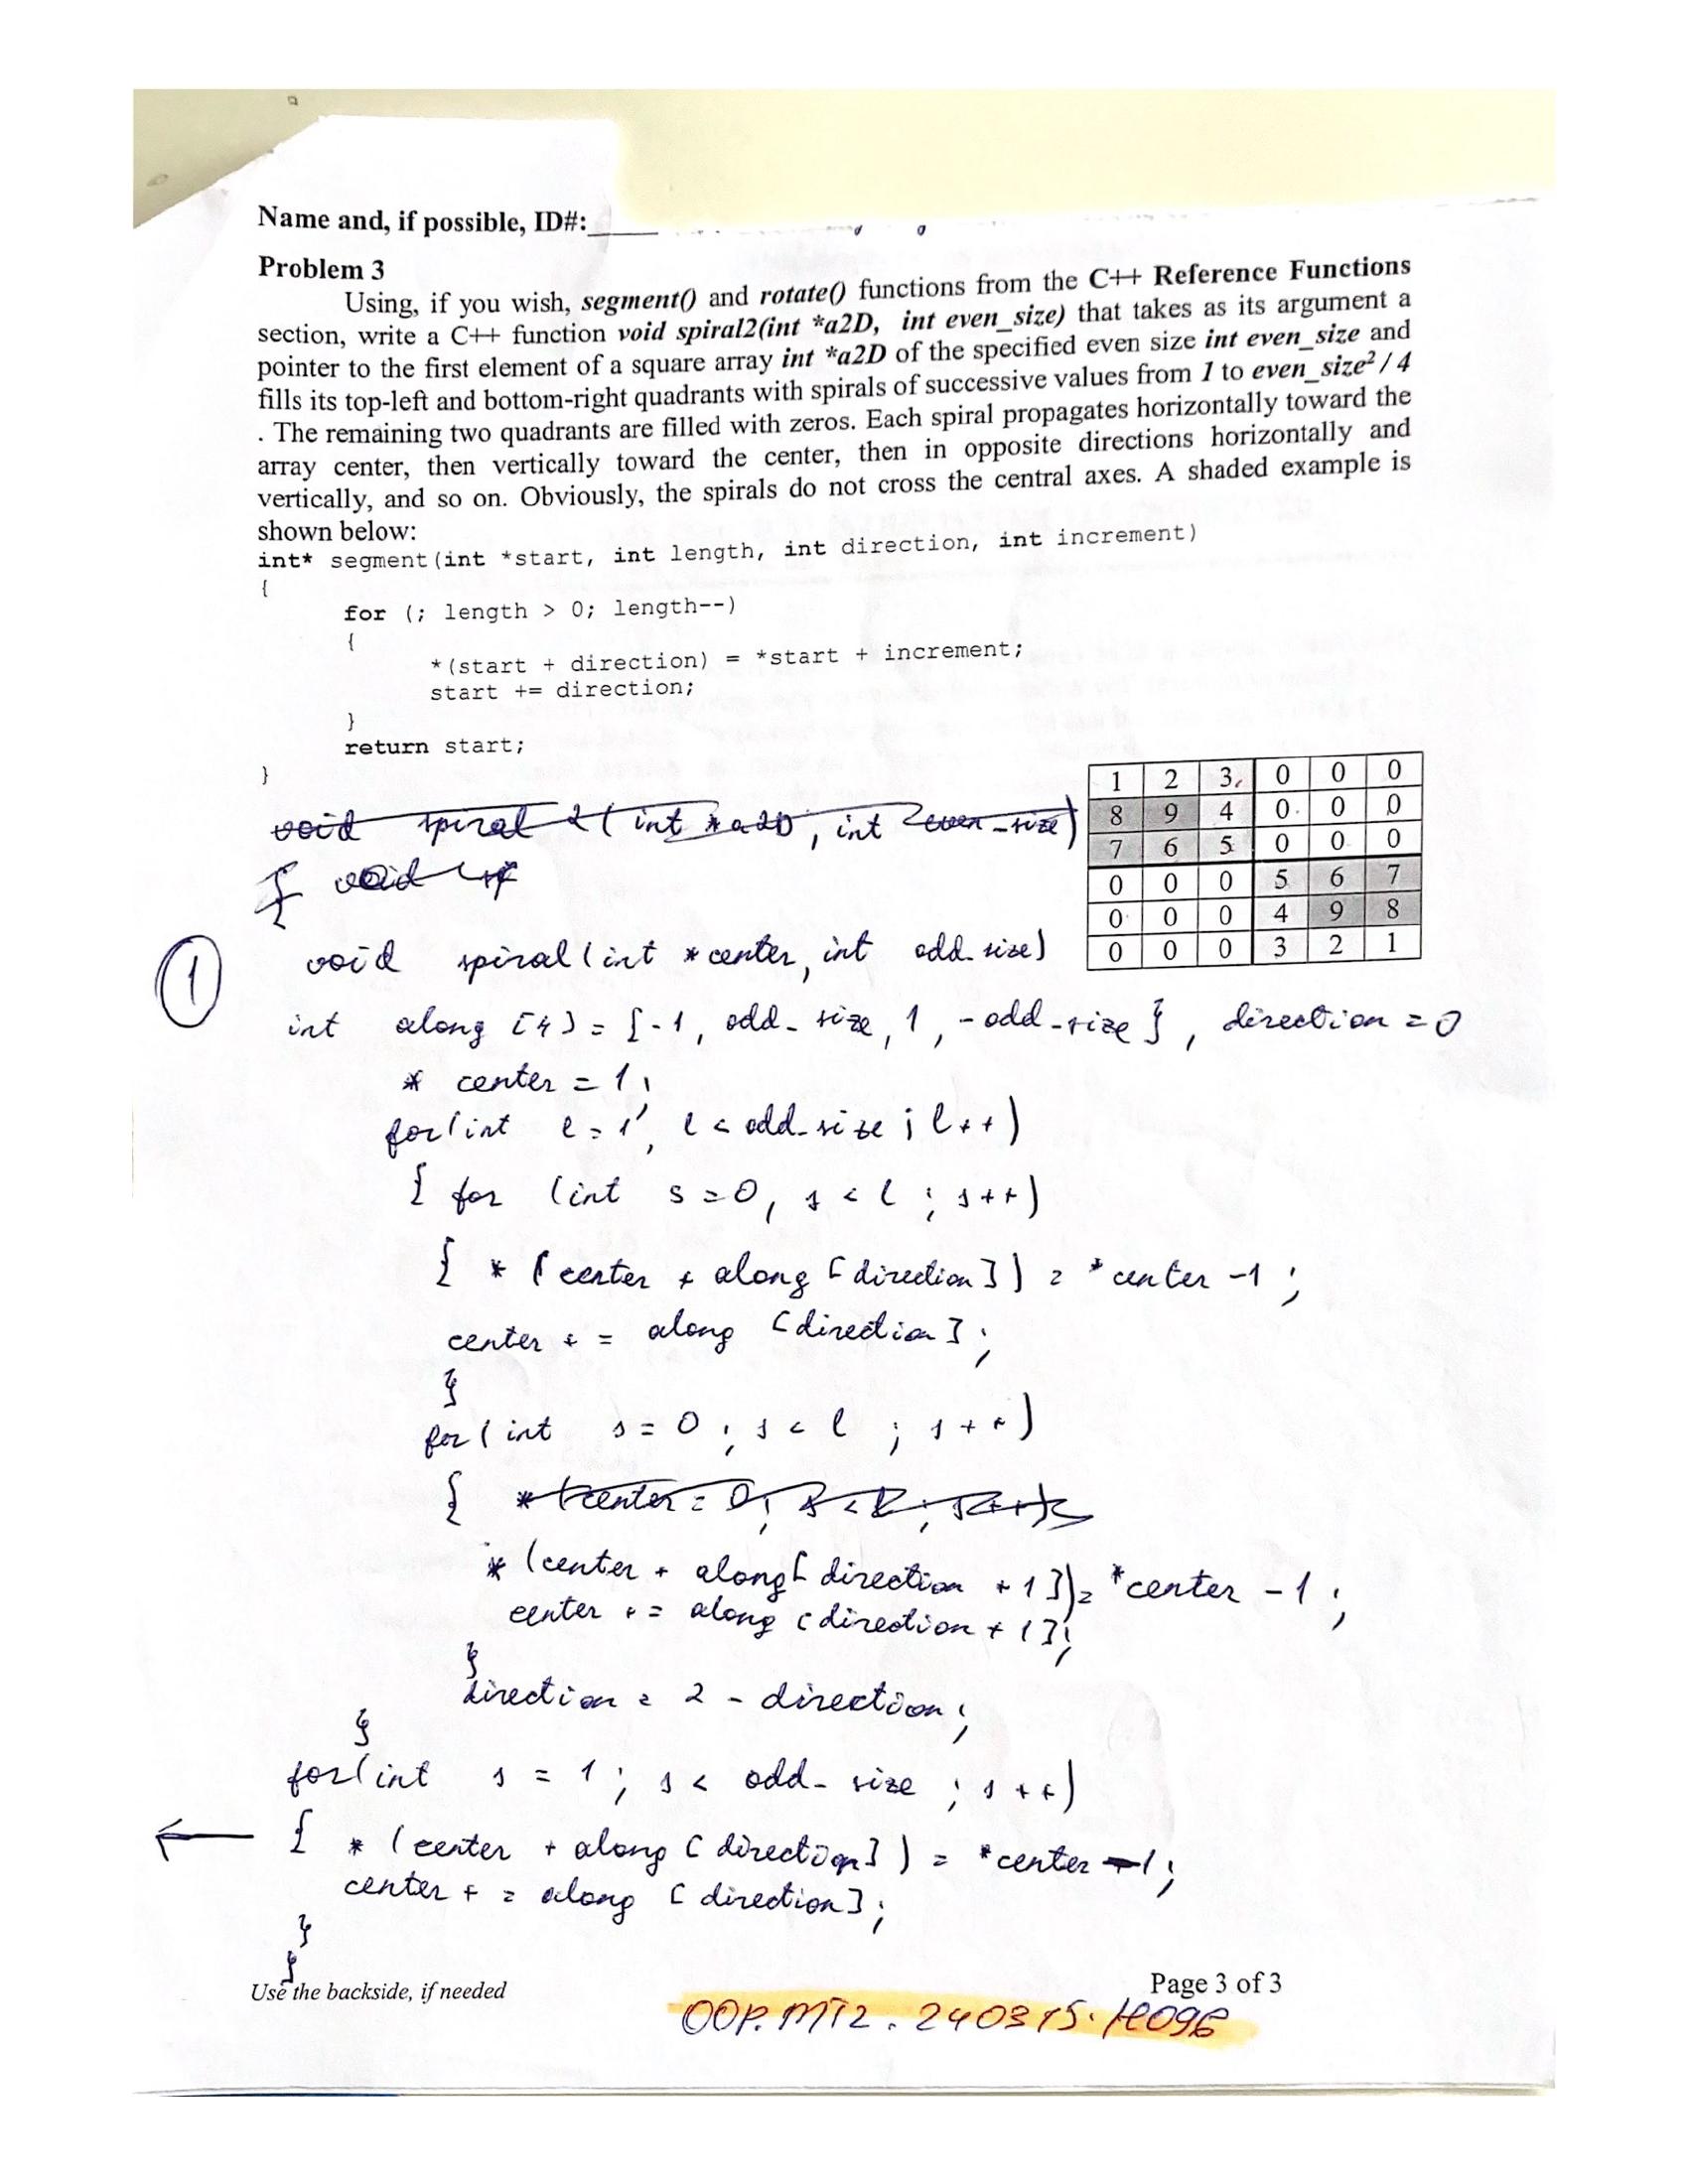 Name and, if possible, ID#:_____
Problem 3
Using, if you wish, segment() and rotate() functions from the C++ Reference Functions
section, write a C++ function void spiral2(int *a2D, int even_size) that takes as its argument a
pointer to the first element of a square array int *a2D of the specified even size int even_size and
fills its top-left and bottom-right quadrants with spirals of successive values from 1 to even_size² / 4
. The remaining two quadrants are filled with zeros. Each spiral propagates horizontally toward the
array center, then vertically toward the center, then in opposite directions horizontally and
vertically, and so on. Obviously, the spirals do not cross the central axes. A shaded example is
shown below:
int* segment(int *start, int length, int direction, int increment)
{
for (; length > 0; length--)
{
*(start + direction) = *start + increment;
start += direction;
}
return start;
}
1 2 3 0 0 0
8 9 4 0 0 0
7 6 5 0 0 0
0 0 0 5 6 7
0 0 0 4 9 8
0 0 0 3 2 1
void spiral 2 ( int *a2D, int even_size)
{ void
1
void spiral (int *center, int odd_size)
int along [4] = {-1, odd_size, 1, -odd_size}, direction = 0
* center = 1;
for(int l = 1, l < odd_size ; l++)
{ for (int s = 0, s < l ; s++)
{ * (center + along [direction]) = *center -1 ;
center += along [direction] ;
}
for (int s = 0 ; s < l ; s++)
{ *(center = 0; s < l ; s++)
* (center + along[direction + 1]) = *center - 1 ;
center += along [direction + 1];
}
direction = 2 - direction ;
}
for(int s = 1 ; s < odd_size ; s++)
← { * (center + along [direction]) = *center -1 ;
center += along [direction] ;
}
}
Use the backside, if needed
Page 3 of 3
OOP.MT2.240315.H096